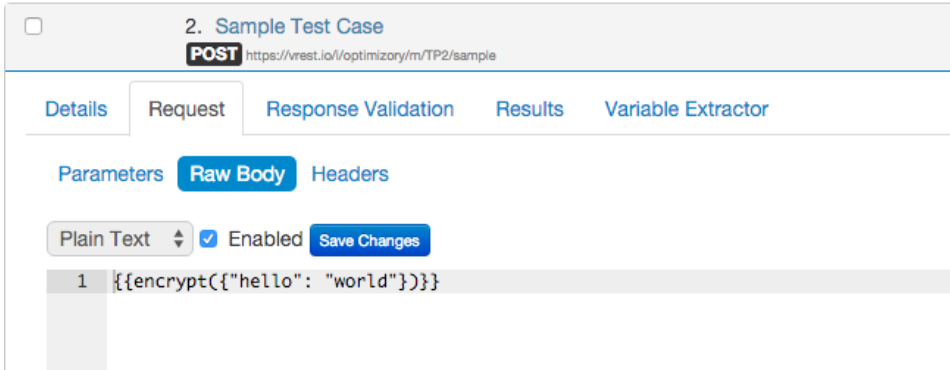 2. Sample Test Case
POST https://vrest.io/i/optimizory/m/TP2/sample
Details Request Response Validation Results Variable Extractor
Parameters Raw Body Headers
Plain Text Enabled Save Changes
1 {{encrypt({"hello": "world"})}}